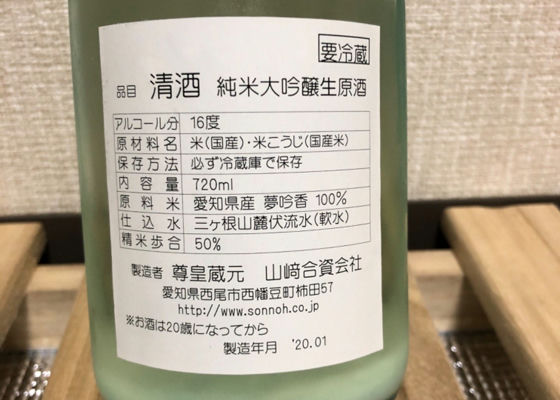 要冷蔵
品目 清酒 純米大吟醸生原酒
アルコール分 16度
原材料名 米(国産)・米こうじ(国産米)
保存方法 必ず冷蔵庫で保存
内容量 720ml
原料米 愛知県産 夢吟香 100%
仕込水 三ヶ根山麓伏流水(軟水)
精米歩合 50%
製造者 尊皇蔵元 山﨑合資会社
愛知県西尾市西幡豆町柿田57
http://www.sonnoh.co.jp
※お酒は20歳になってから
製造年月 '20.01